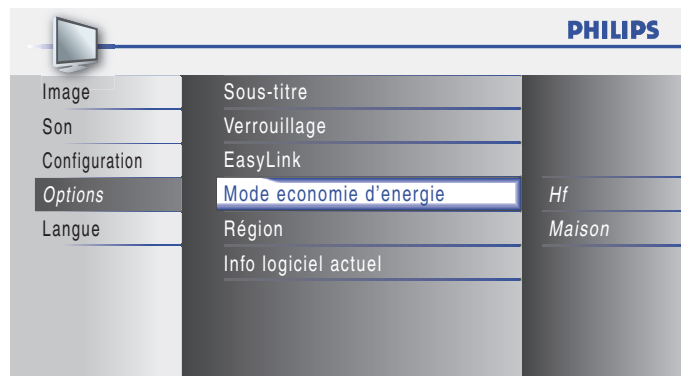 PHILIPS
Image
Son
Configuration
Options
Langue
Sous-titre
Verrouillage
EasyLink
Mode economie d'energie
Région
Info logiciel actuel
Hf
Maison